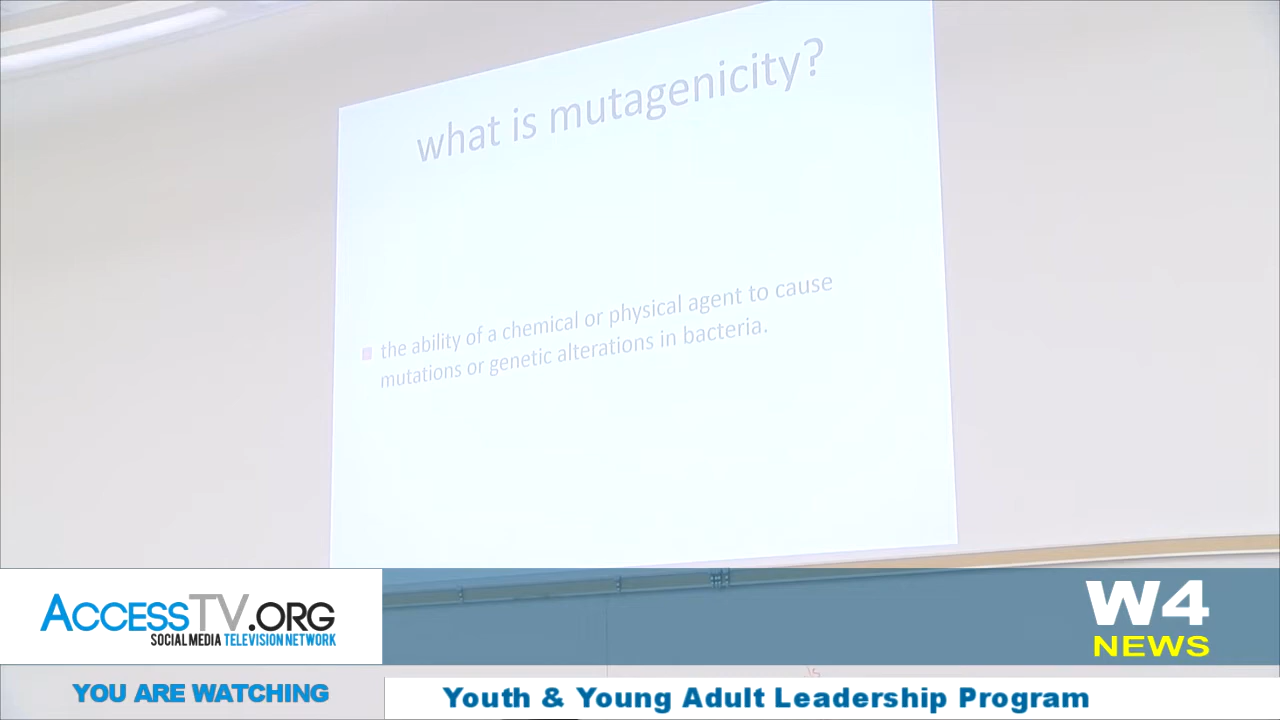 what is mutagenicity?
the ability of a chemical or physical agent to cause
mutations or genetic alterations in bacteria.
ACCESSTV.ORG
SOCIAL MEDIA TELEVISION NETWORK
W4
NEWS
YOU ARE WATCHING
Youth & Young Adult Leadership Program